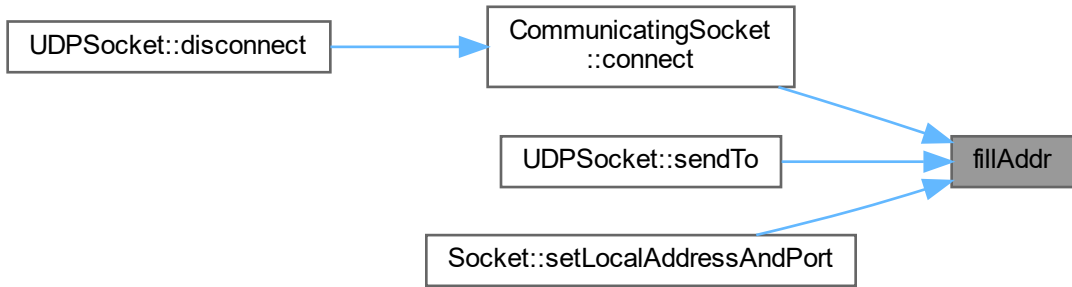 UDPSocket::disconnect
CommunicatingSocket
::connect
UDPSocket::sendTo
fillAddr
Socket::setLocalAddressAndPort